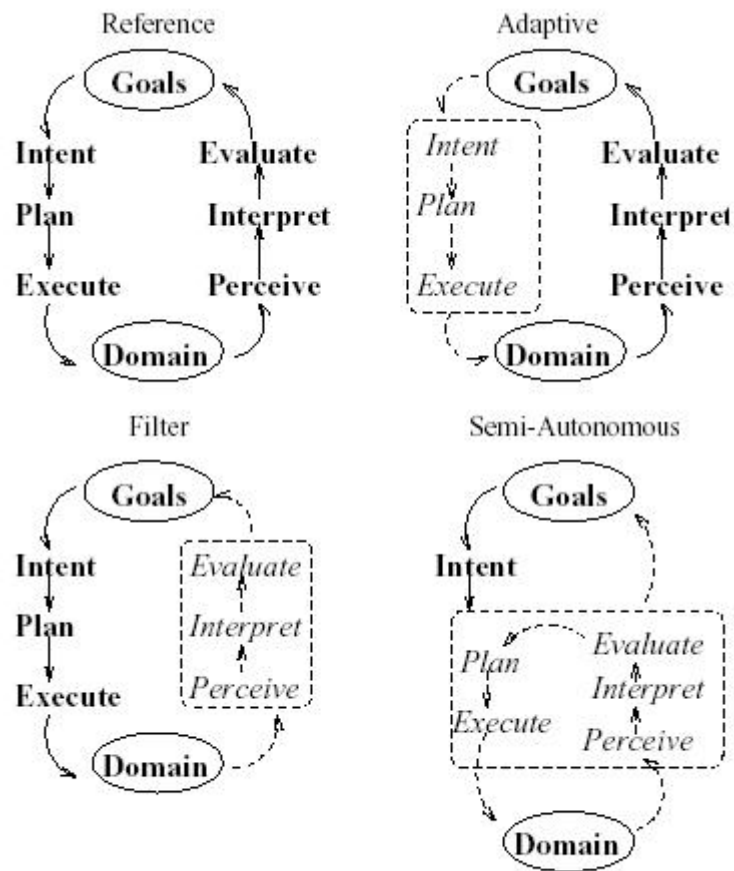 Reference
Goals
Intent
Evaluate
Plan
Interpret
Execute
Perceive
Domain
Adaptive
Goals
Intent
Evaluate
Plan
Interpret
Execute
Perceive
Domain
Filter
Goals
Intent
Evaluate
Plan
Interpret
Execute
Perceive
Domain
Semi-Autonomous
Goals
Intent
Evaluate
Plan
Interpret
Execute
Perceive
Domain